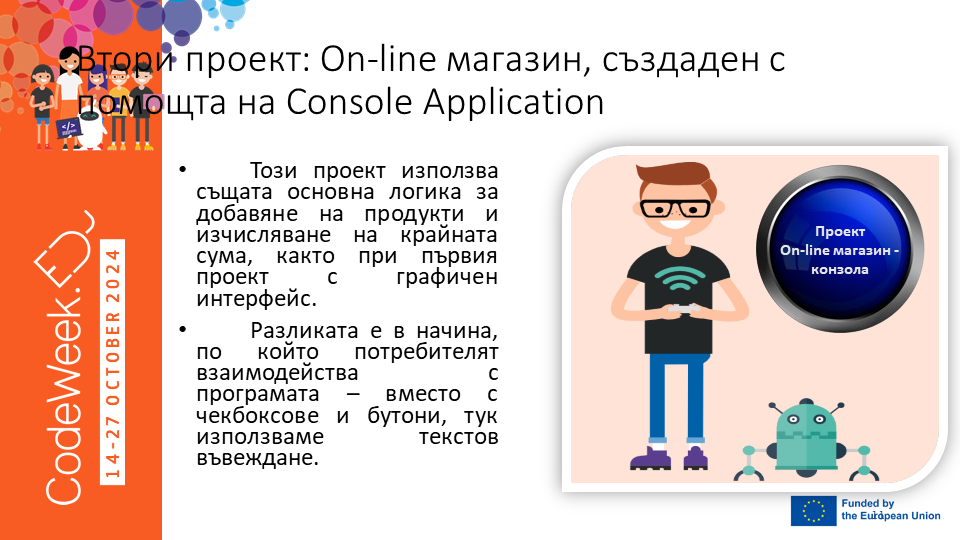 Втори проект: On-line магазин, създаден с
помощта на Console Application
• Този проект използва
същата основна логика за
добавяне на продукти и
изчисляване на крайната
сума, както при първия
проект с графичен
интерфейс.
• Разликата е в начина,
по който потребителят
взаимодейства с
програмата – вместо с
чекбоксове и бутони, тук
използваме текстов
въвеждане.
Проект
On-line магазин -
конзола
</>
CodeWeek.EU
14-27 OCTOBER 2024
Funded by
the European Union